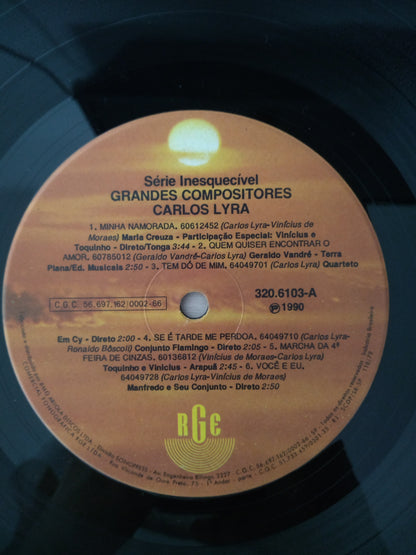 Série Inesquecível
GRANDES COMPOSITORES
CARLOS LYRA
1. MINHA NAMORADA. 60612452 (Carlos Lyra-Vinícius de
Moraes) Maria Creuza - Participação Especial: Vinícius e
Toquinho - Direto/Tonga 3:44 - 2. QUEM QUISER ENCONTRAR O
AMOR. 60785012 (Geraldo Vandré-Carlos Lyra) Geraldo Vandré - Terra
Plana/Ed. Musicais 2:50 - 3. TEM DÓ DE MIM. 64049701 (Carlos Lyra) Quarteto
C.G.C. 56.697.162/0002-66
320.6103-A
Ⓟ1990
Em Cy - Direto 2:00 - 4. SE É TARDE ME PERDOA. 64049710 (Carlos Lyra-
Ronaldo Bôscoli) Conjunto Flamingo - Direto 2:05 - 5. MARCHA DA 4ª
FEIRA DE CINZAS. 60136812 (Vinícius de Moraes-Carlos Lyra)
Toquinho e Vinícius - Arapuã 2:45 - 6. VOCÊ E EU.
64049728 (Carlos Lyra-Vinícius de Moraes)
Manfredo e Seu Conjunto - Direto 2:50
RGE